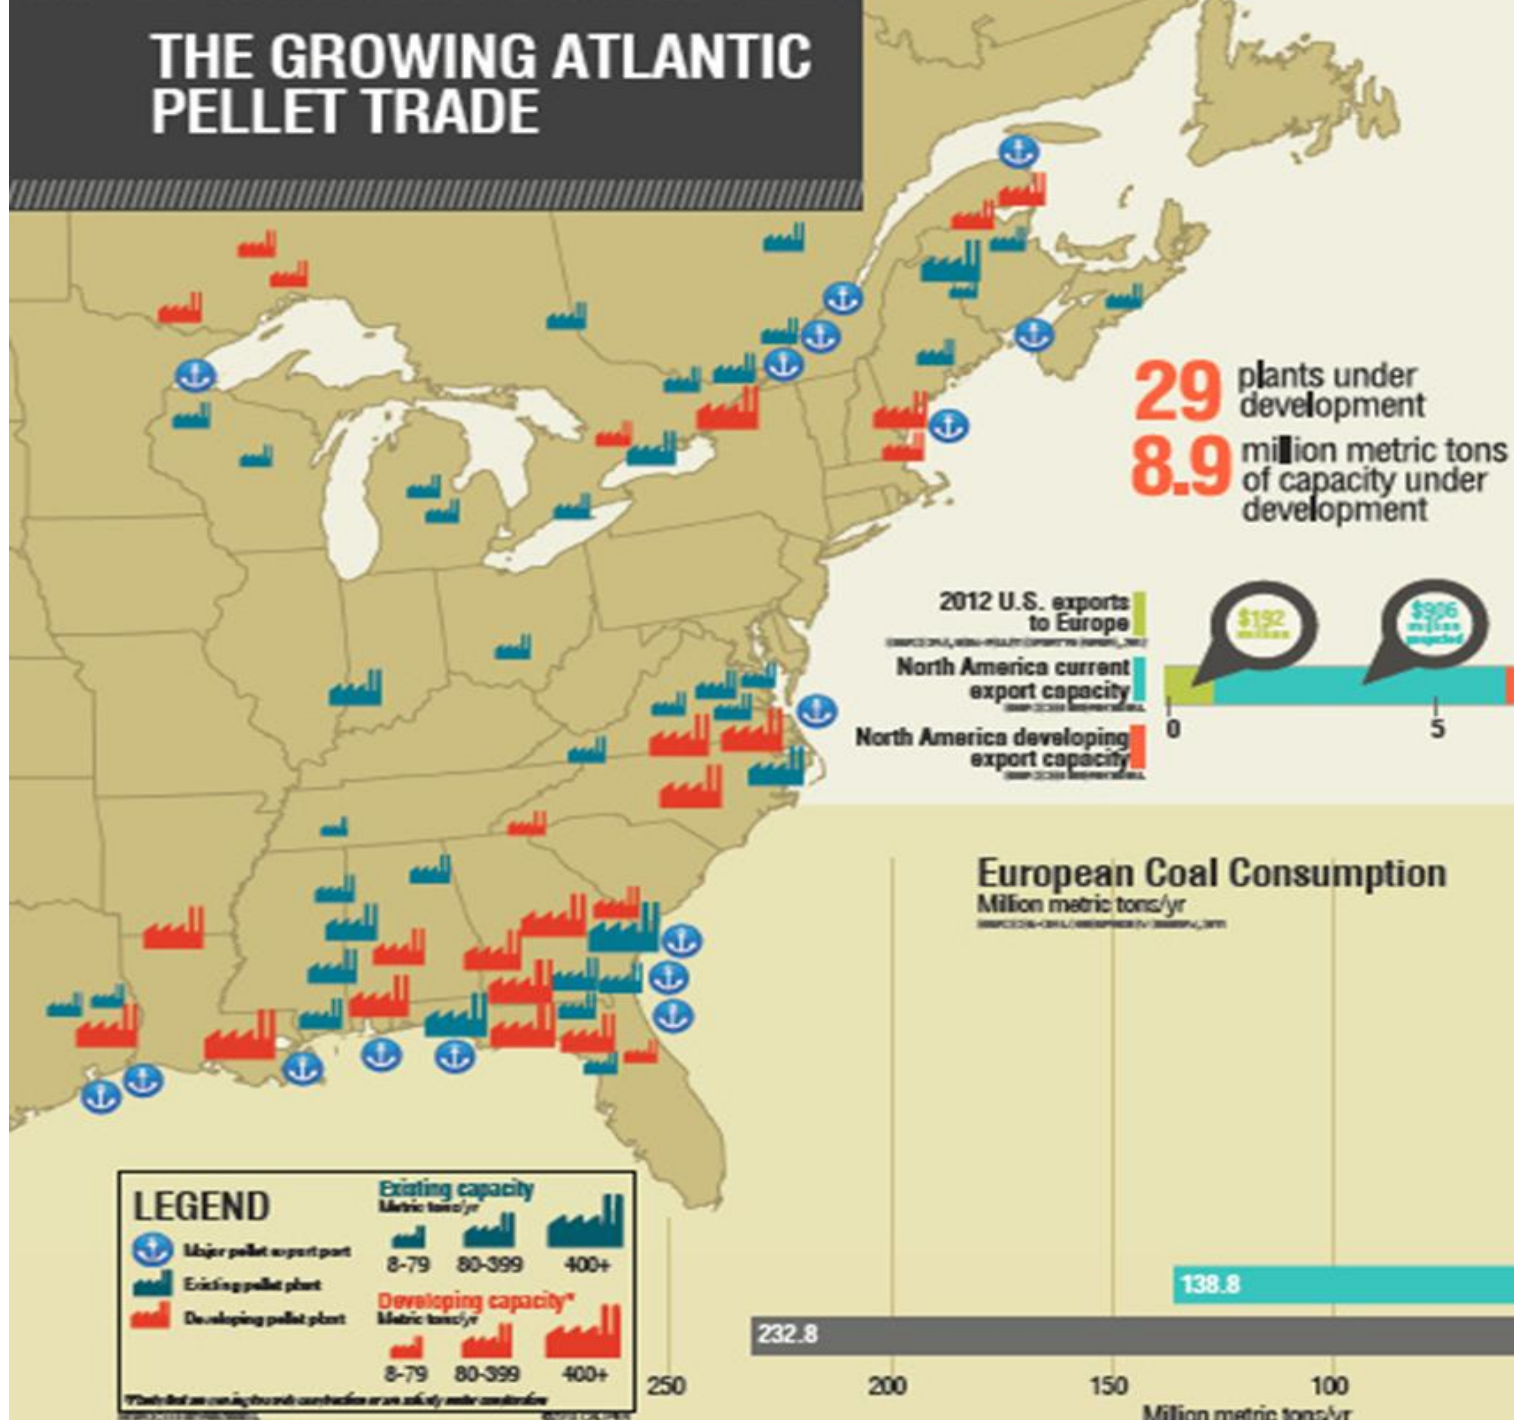 THE GROWING ATLANTIC
PELLET TRADE
29 plants under
development
8.9 million metric tons
of capacity under
development
2012 U.S. exports
to Europe
$192
million
$906
million
projected
North America current
export capacity
0
5
North America developing
export capacity
European Coal Consumption
Million metric tons/yr
138.8
232.8
250
200
150
100
Million metric tons/yr
LEGEND
Major pellet export port
Existing pellet plant
Developing pellet plant
Existing capacity
Metric tons/yr
8-79
80-399
400+
Developing capacity*
Metric tons/yr
8-79
80-399
400+